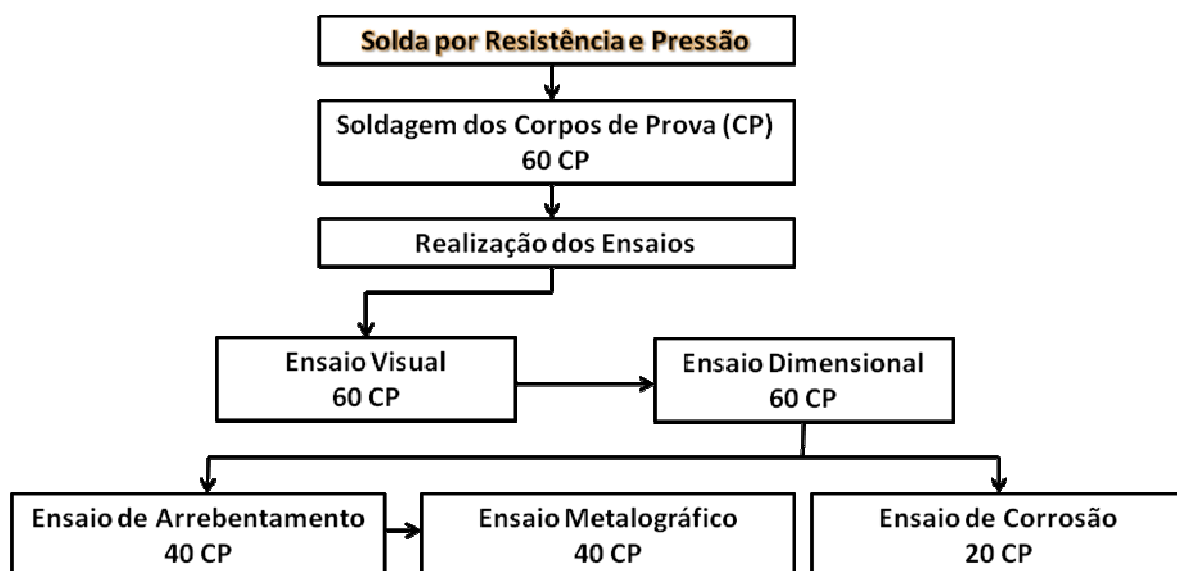 Solda por Resistência e Pressão
Soldagem dos Corpos de Prova (CP)
60 CP
Realização dos Ensaios
Ensaio Visual
60 CP
Ensaio Dimensional
60 CP
Ensaio de Arrebentamento
40 CP
Ensaio Metalográfico
40 CP
Ensaio de Corrosão
20 CP